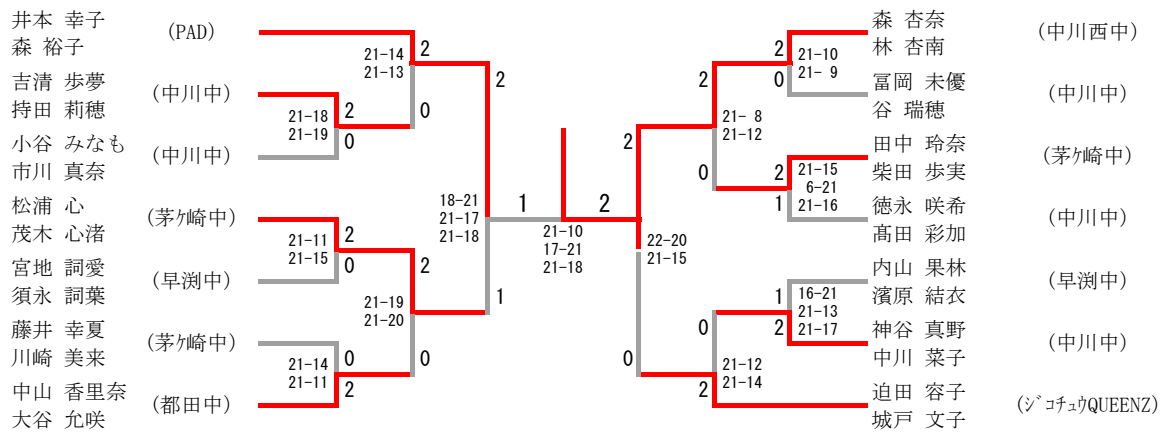 井本 幸子
森 裕子
(PAD)
吉清 歩夢
持田 莉穂
(中川中)
小谷 みなも
市川 真奈
(中川中)
松浦 心
茂木 心渚
(茅ケ崎中)
宮地 詞愛
須永 詞葉
(早渕中)
藤井 幸夏
川崎 美来
(茅ケ崎中)
中山 香里奈
大谷 允咲
(都田中)
21-18
21-19
2
0
21-11
21-15
2
0
21-14
21-11
0
2
21-14
21-13
2
0
21-19
21-20
2
0
18-21
21-17
21-18
2
1
1
2
21-10
17-21
21-18
22-20
21-15
2
0
21- 8
21-12
2
0
21-12
21-14
0
2
21-10
21- 9
2
0
21-15
6-21
21-16
2
1
16-21
21-13
21-17
1
2
森 杏奈
林 杏南
(中川西中)
冨岡 未優
谷 瑞穂
(中川中)
田中 玲奈
柴田 歩実
(茅ケ崎中)
徳永 咲希
髙田 彩加
(中川中)
内山 果林
濱原 結衣
(早渕中)
神谷 真野
中川 菜子
(中川中)
迫田 容子
城戸 文子
(ジコチュウQUEENZ)